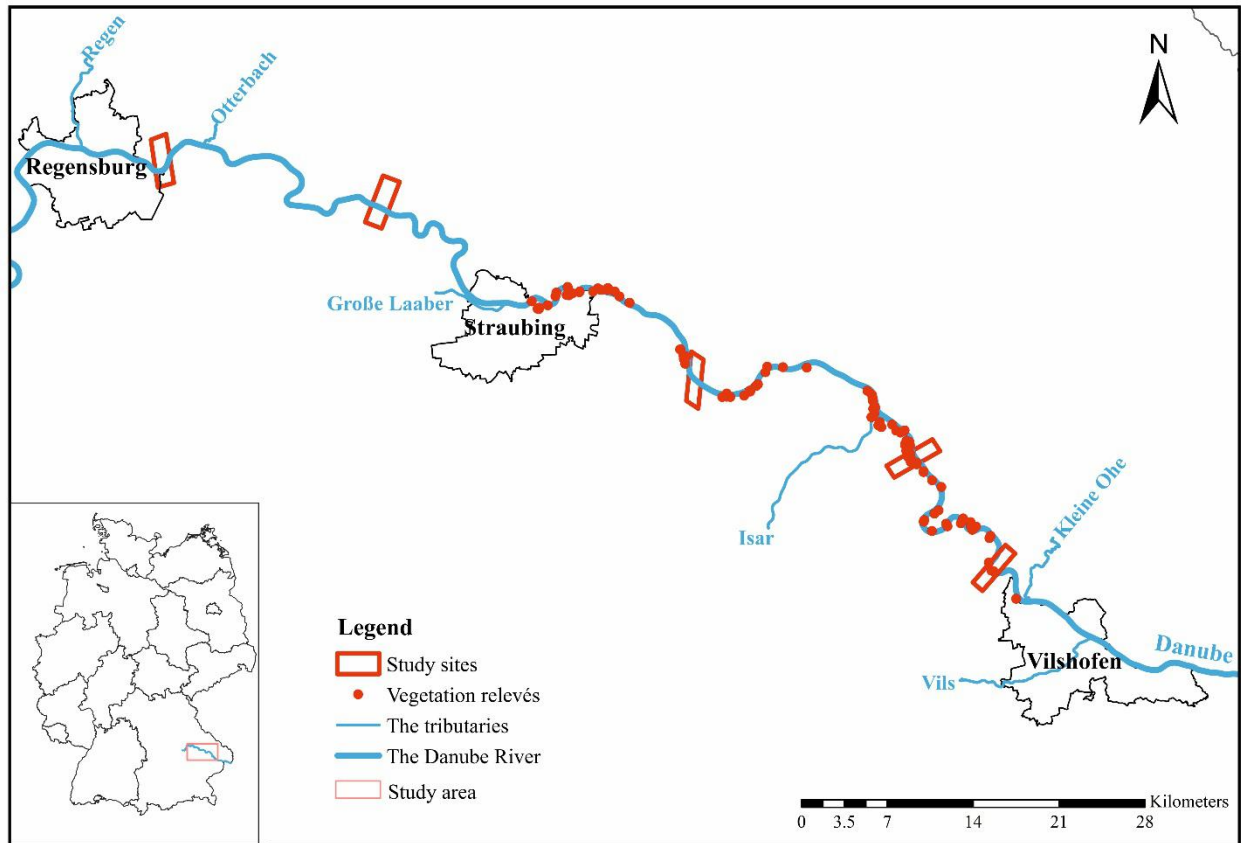 Regen
Otterbach
N
Regensburg
Große Laaber
Straubing
Isar
Kleine Ohe
Danube
Vilshofen
Vils
Legend
Study sites
Vegetation relevés
The tributaries
The Danube River
Study area
Kilometers
0 3.5 7 14 21 28